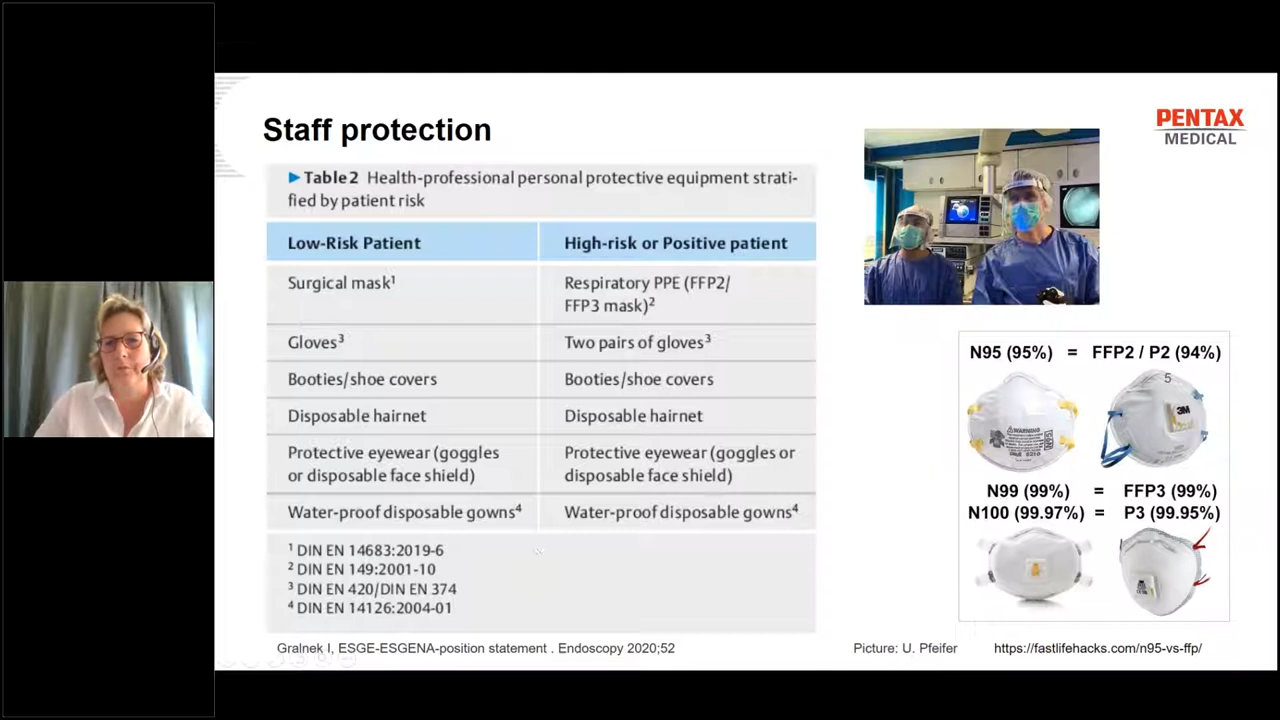 Staff protection
PENTAX
MEDICAL
▶ Table 2 Health-professional personal protective equipment strati-
fied by patient risk
Low-Risk Patient
High-risk or Positive patient
Surgical mask¹
Respiratory PPE (FFP2/
FFP3 mask)²
Gloves³
Two pairs of gloves³
Booties/shoe covers
Booties/shoe covers
Disposable hairnet
Disposable hairnet
Protective eyewear (goggles
or disposable face shield)
Protective eyewear (goggles or
disposable face shield)
Water-proof disposable gowns⁴
Water-proof disposable gowns⁴
¹ DIN EN 14683:2019-6
² DIN EN 149:2001-10
³ DIN EN 420/DIN EN 374
⁴ DIN EN 14126:2004-01
N95 (95%) = FFP2 / P2 (94%)
5
WARNING
3M
N99 (99%) = FFP3 (99%)
N100 (99.97%) = P3 (99.95%)
Gralnek I, ESGE-ESGENA-position statement . Endoscopy 2020;52
Picture: U. Pfeifer
https://fastlifehacks.com/n95-vs-ffp/